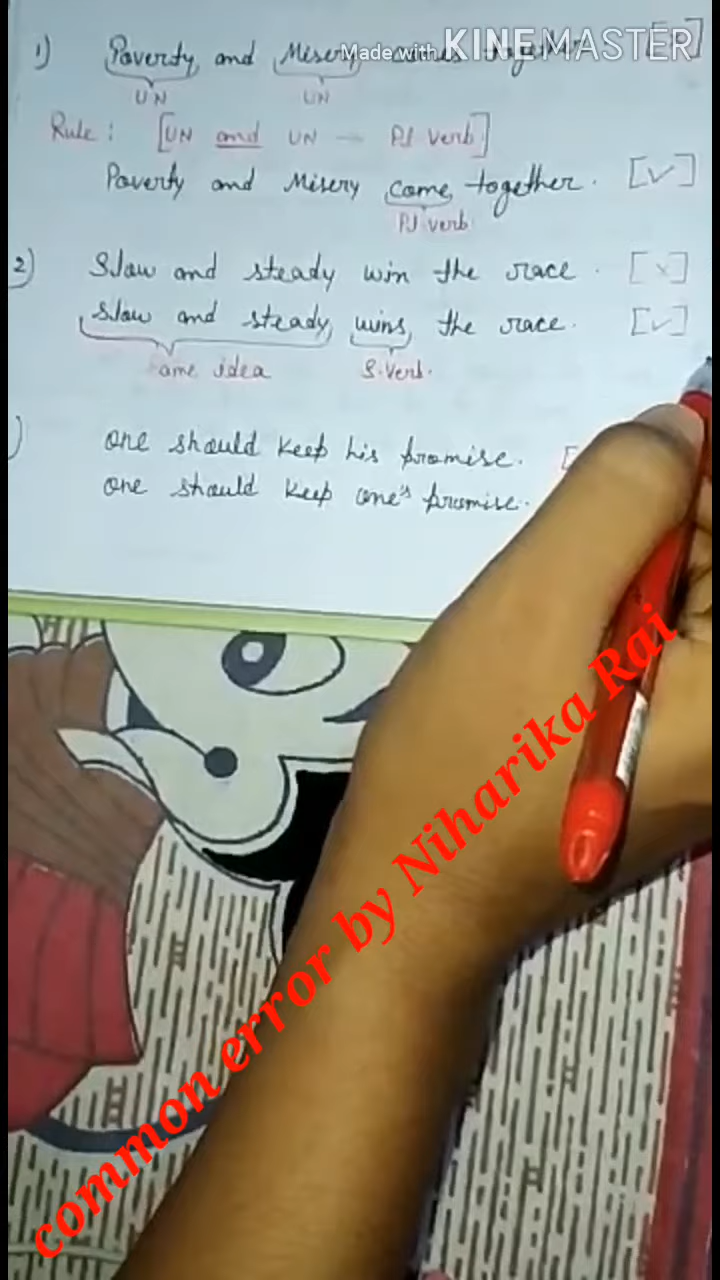 Made with KINEMASTER
1) Poverty and Misery together
UN UN
Rule : [UN and UN — Pl verb]
Poverty and Misery come together. [✓]
Pl verb
2) Slow and steady win the race. [x]
Slow and steady wins the race. [✓]
ame idea S.verb.
) One should keep his promise. [
One should keep one's promise.
common error by Niharika Rai